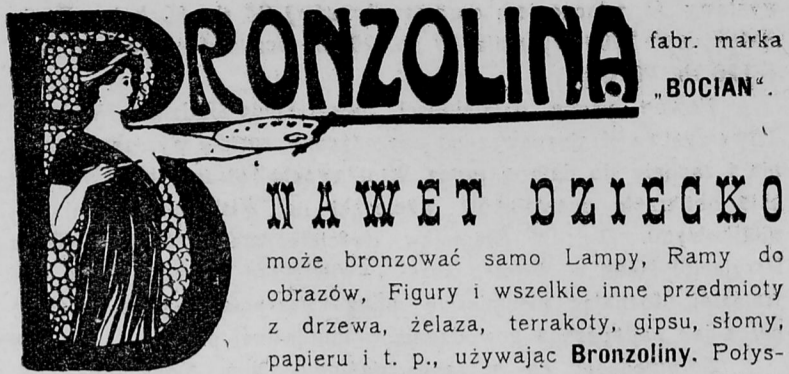 BRONZOLINA
fabr. marka
„BOCIAN“.
NAWET DZIECKO
może bronzować samo Lampy, Ramy do
obrazów, Figury i wszelkie inne przedmioty
z drzewa, żelaza, terrakoty, gipsu, słomy,
papieru i t. p., używając Bronzoliny. Połys-